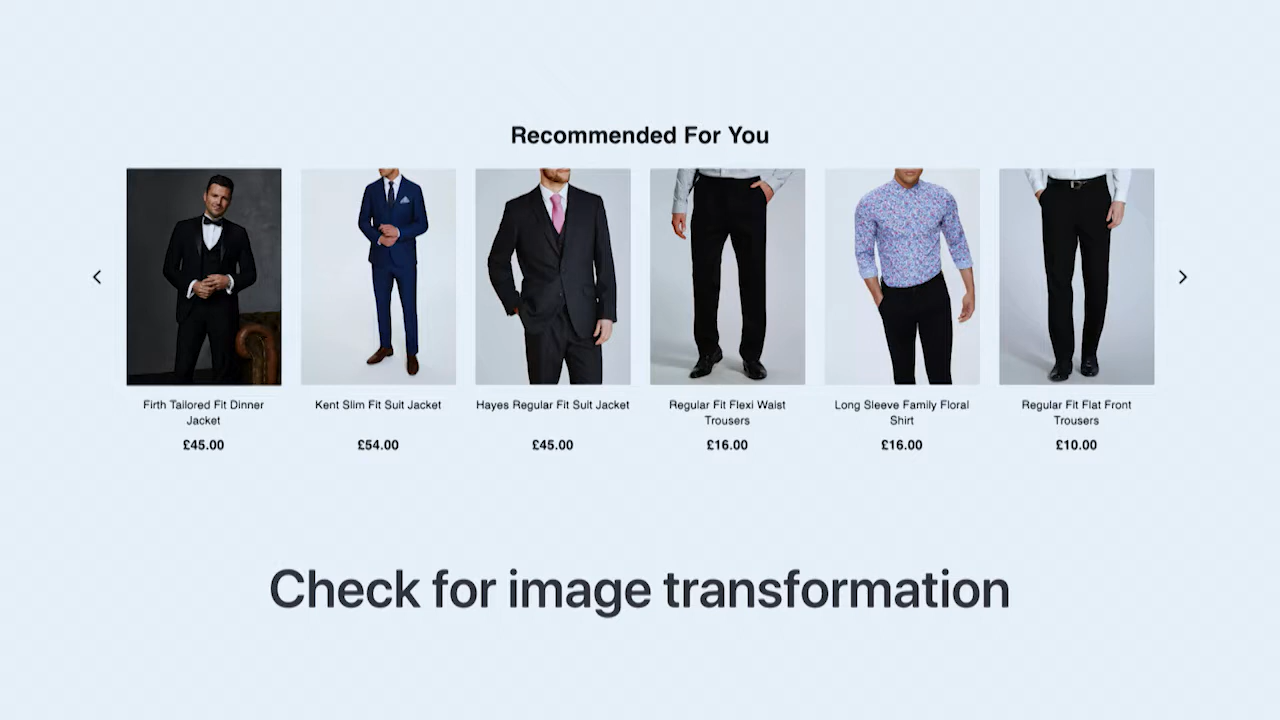 Recommended For You
Firth Tailored Fit Dinner
Jacket
£45.00
Kent Slim Fit Suit Jacket
£54.00
Hayes Regular Fit Suit Jacket
£45.00
Regular Fit Flexi Waist
Trousers
£16.00
Long Sleeve Family Floral
Shirt
£16.00
Regular Fit Flat Front
Trousers
£10.00
Check for image transformation